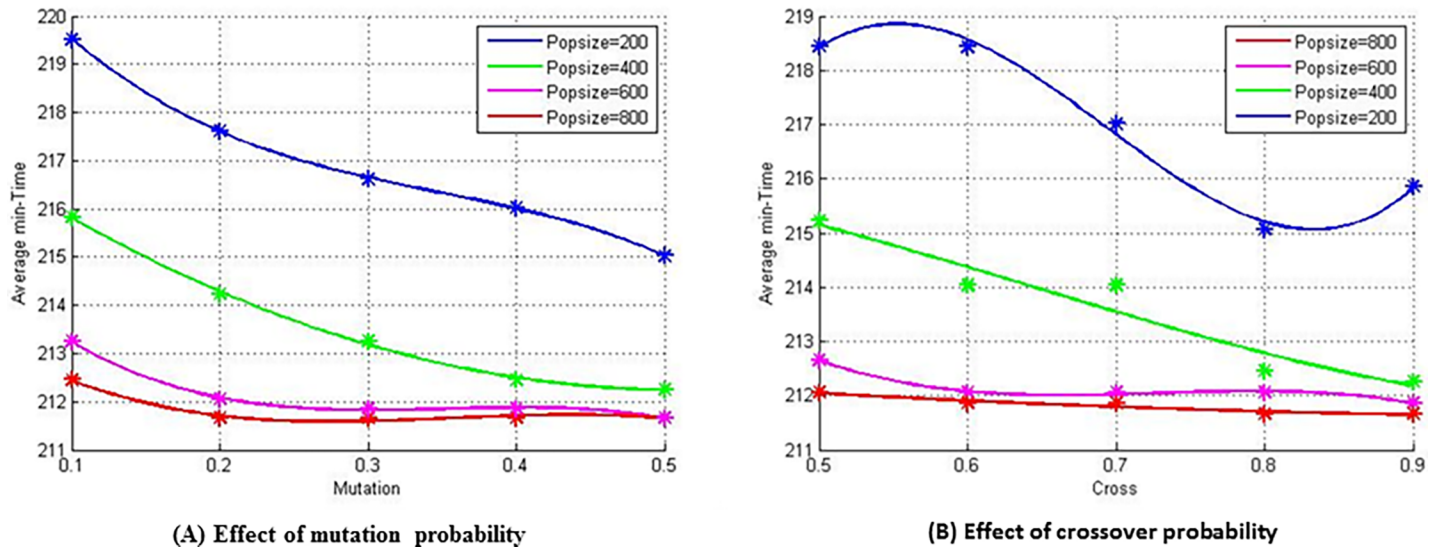 220
219
218
217
216
215
214
213
212
211
Average min-Time
0.1 0.2 0.3 0.4 0.5
Mutation
Popsize=200
Popsize=400
Popsize=600
Popsize=800
(A) Effect of mutation probability
219
218
217
216
215
214
213
212
211
Average min-Time
0.5 0.6 0.7 0.8 0.9
Cross
Popsize=800
Popsize=600
Popsize=400
Popsize=200
(B) Effect of crossover probability